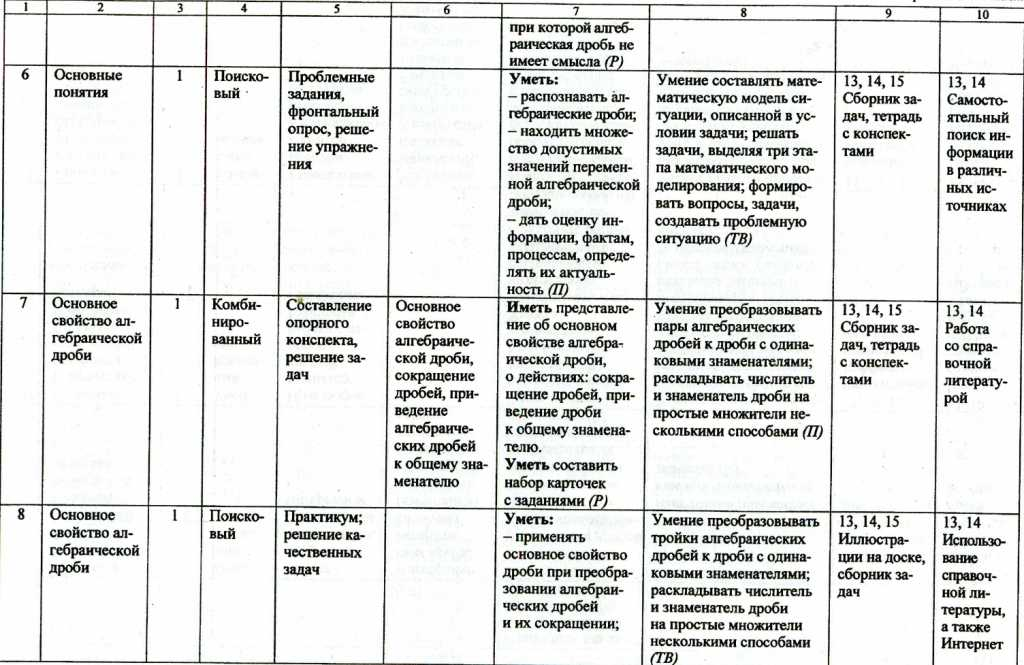 1 2 3 4 5 6 7 8 9 10
при которой алгеб-
раическая дробь не
имеет смысла (Р)
6
Основные
понятия
1
Поиско-
вый
Проблемные
задания,
фронтальный
опрос, реше-
ние упражне-
ния
Уметь:
– распознавать ал-
гебраические дроби;
– находить множе-
ство допустимых
значений перемен-
ной алгебраической
дроби;
– дать оценку ин-
формации, фактам,
процессам, опреде-
лять их актуаль-
ность (П)
Умение составлять мате-
матическую модель си-
туации, описанной в ус-
ловии задачи; решать
задачи, выделяя три эта-
па математического мо-
делирования; формиро-
вать вопросы, задачи,
создавать проблемную
ситуацию (ТВ)
13, 14, 15
Сборник за-
дач, тетрадь
с конспек-
тами
13, 14
Самосто-
ятельный
поиск ин-
формации
в различ-
ных ис-
точниках
7
Основное
свойство ал-
гебраической
дроби
1
Комби-
ниро-
ванный
Составление
опорного
конспекта,
решение за-
дач
Основное
свойство
алгебраиче-
ской дроби,
сокращение
дробей, при-
ведение
алгебраиче-
ских дробей
к общему зна-
менателю
Иметь представле-
ние об основном
свойстве алгебра-
ической дроби,
о действиях: сокра-
щение дробей, при-
ведение дроби
к общему знамена-
телю.
Уметь составить
набор карточек
с заданиями (Р)
Умение преобразовывать
пары алгебраических
дробей к дроби с одина-
ковыми знаменателями;
раскладывать числитель
и знаменатель дроби на
простые множители не-
сколькими способами (П)
13, 14, 15
Сборник за-
дач, тетрадь
с конспек-
тами
13, 14
Работа
со спра-
вочной
литерату-
рой
8
Основное
свойство ал-
гебраической
дроби
1
Поиско-
вый
Практикум;
решение ка-
чественных
задач
Уметь:
– применять
основное свойство
дроби при преобра-
зовании алгебраи-
ческих дробей
и их сокращении;
Умение преобразовывать
тройки алгебраических
дробей к дроби с одина-
ковыми знаменателями;
раскладывать числитель
и знаменатель дроби
на простые множители
несколькими способами
(ТВ)
13, 14, 15
Иллюстра-
ции на доске,
сборник за-
дач
13, 14
Использо-
вание
справоч-
ной ли-
тературы,
а также
Интернет